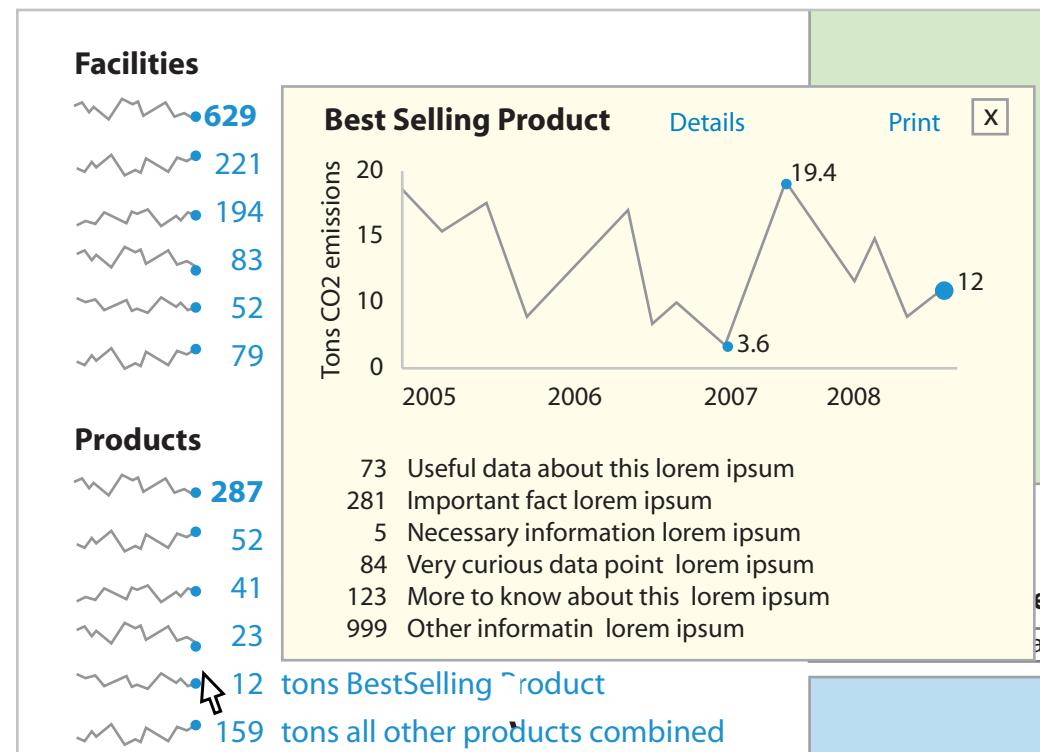 Facilities
629
221
194
83
52
79
Products
287
52
41
23
12 tons BestSelling roduct
159 tons all other products combined
Best Selling Product Details Print X
Tons CO2 emissions
20
15
10
0
19.4
3.6
12
2005 2006 2007 2008
73 Useful data about this lorem ipsum
281 Important fact lorem ipsum
5 Necessary information lorem ipsum
84 Very curious data point lorem ipsum
123 More to know about this lorem ipsum
999 Other informatin lorem ipsum